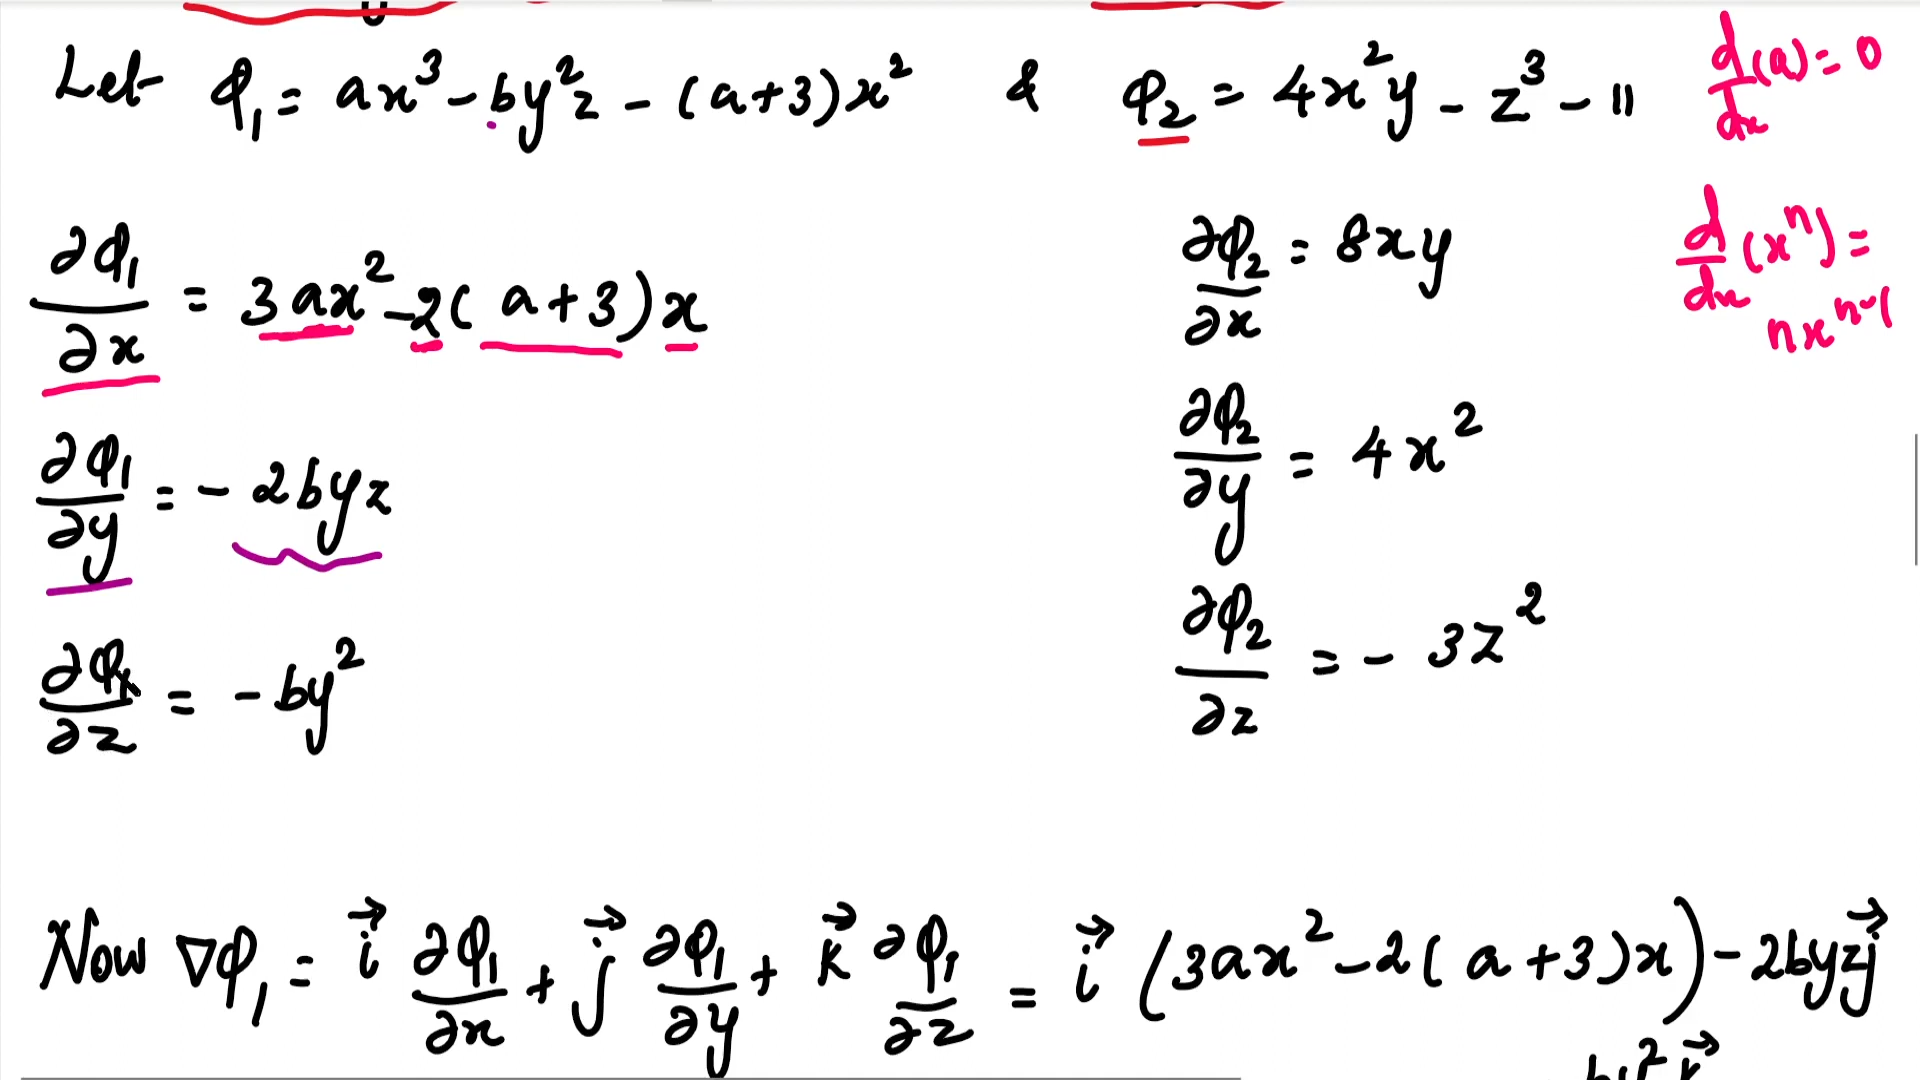 Let φ₁ = ax³ - by²z - (a+3)x² & φ₂ = 4x²y - z³ - 11
d/dx (a) = 0
∂φ₁/∂x = 3ax² - 2(a+3)x
∂φ₂/∂x = 8xy
d/dx (xⁿ) =
nxⁿ⁻¹
∂φ₁/∂y = - 2byz
∂φ₂/∂y = 4x²
∂φ₁/∂z = - by²
∂φ₂/∂z = - 3z²
Now ∇φ₁ = i⃗ ∂φ₁/∂x + j⃗ ∂φ₁/∂y + k⃗ ∂φ₁/∂z = i⃗ (3ax² - 2(a+3)x) - 2byzj⃗
by² k⃗